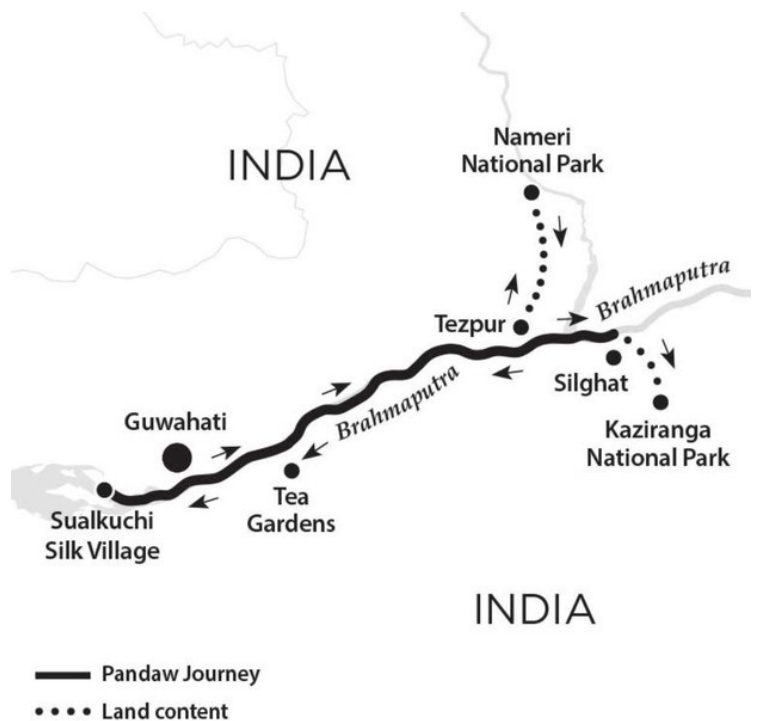 Nameri
National Park
INDIA
Brahmaputra
Tezpur
Silghat
Brahmaputra
Guwahati
Kaziranga
National Park
Tea
Gardens
Sualkuchi
Silk Village
INDIA
Pandaw Journey
Land content